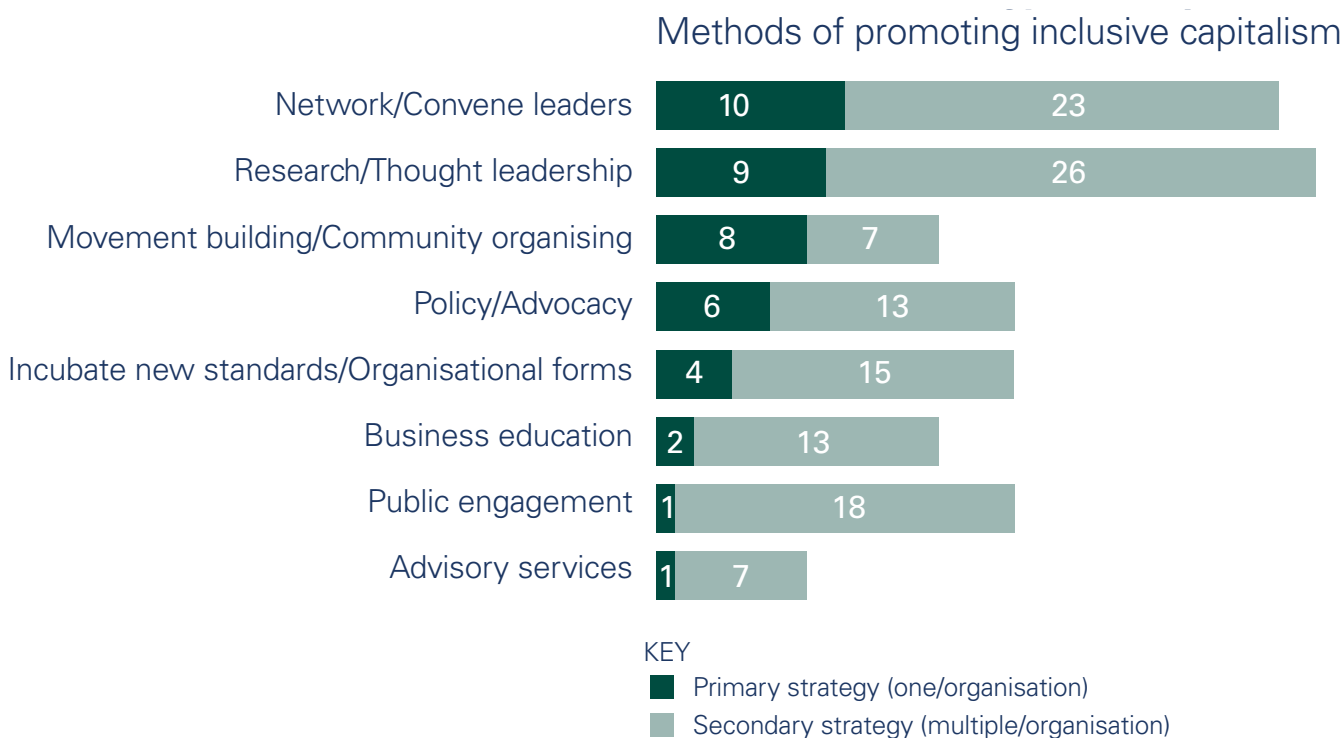 Methods of promoting inclusive capitalism
Network/Convene leaders 10 23
Research/Thought leadership 9 26
Movement building/Community organising 8 7
Policy/Advocacy 6 13
Incubate new standards/Organisational forms 4 15
Business education 2 13
Public engagement 1 18
Advisory services 1 7
KEY
Primary strategy (one/organisation)
Secondary strategy (multiple/organisation)